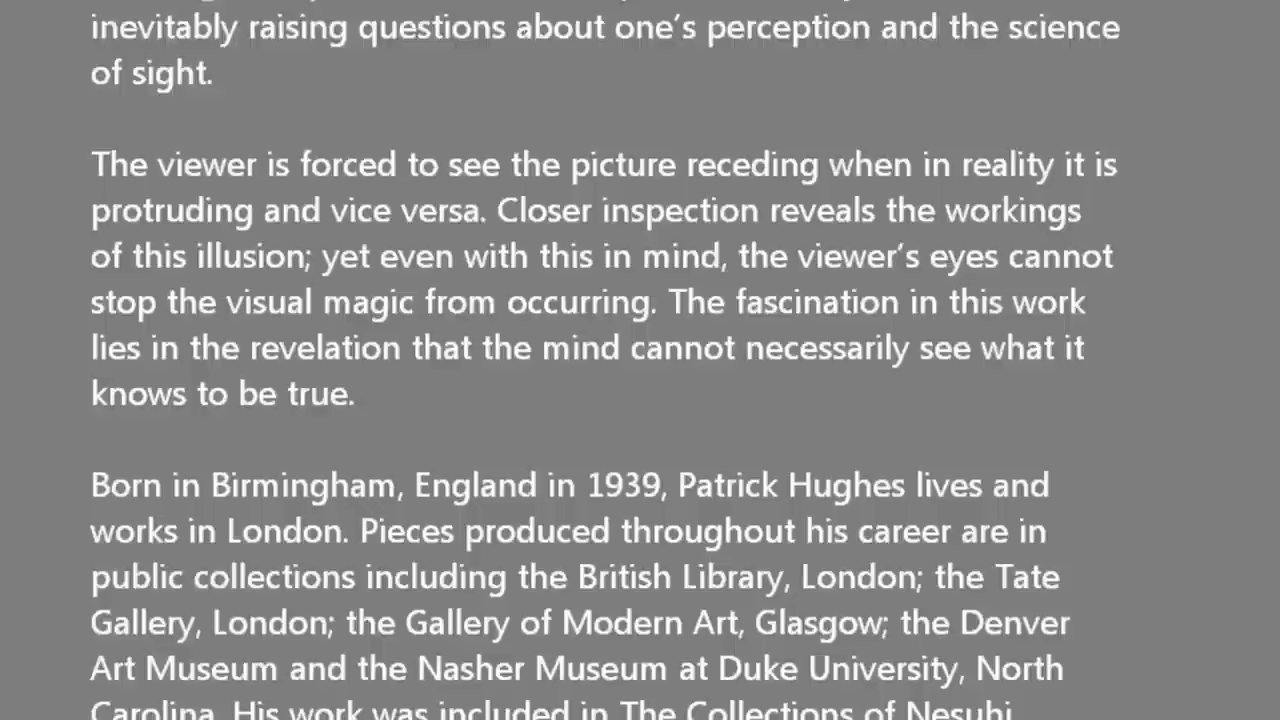 inevitably raising questions about one’s perception and the science
of sight.
The viewer is forced to see the picture receding when in reality it is
protruding and vice versa. Closer inspection reveals the workings
of this illusion; yet even with this in mind, the viewer’s eyes cannot
stop the visual magic from occurring. The fascination in this work
lies in the revelation that the mind cannot necessarily see what it
knows to be true.
Born in Birmingham, England in 1939, Patrick Hughes lives and
works in London. Pieces produced throughout his career are in
public collections including the British Library, London; the Tate
Gallery, London; the Gallery of Modern Art, Glasgow; the Denver
Art Museum and the Nasher Museum at Duke University, North
Carolina. His work was included in The Collections of Nesuhi